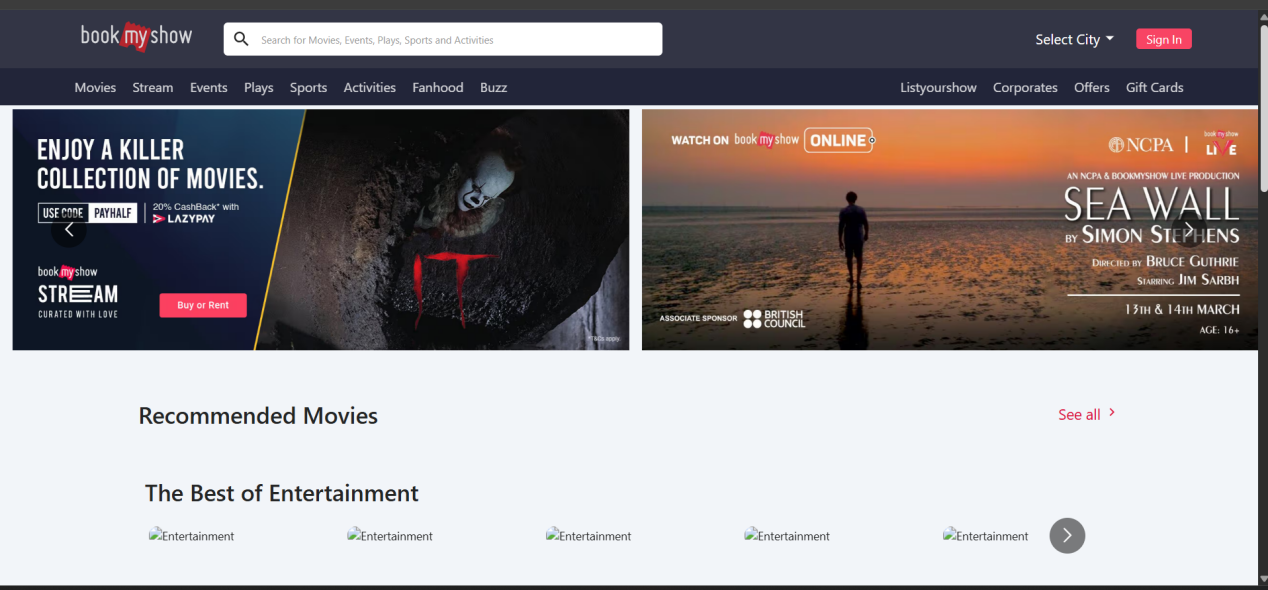 bookmyshow
Search for Movies, Events, Plays, Sports and Activities
Select City
Sign In
Movies Stream Events Plays Sports Activities Fanhood Buzz
Listyourshow Corporates Offers Gift Cards
ENJOY A KILLER
COLLECTION OF MOVIES.
USE CODE PAYHALF
20% CashBack* with
LAZYPAY
bookmyshow
STREAM
CURATED WITH LOVE
Buy or Rent
IT
*T&Cs apply.
WATCH ON bookmyshow ONLINE
NCPA | bookmyshow
LIVE
AN NCPA & BOOKMYSHOW LIVE PRODUCTION
SEA WALL
BY SIMON STEPHENS
DIRECTED BY BRUCE GUTHRIE
STARRING JIM SARBH
13TH & 14TH MARCH
AGE: 16+
ASSOCIATE SPONSOR BRITISH
COUNCIL
Recommended Movies
See all
The Best of Entertainment
Entertainment Entertainment Entertainment Entertainment Entertainment